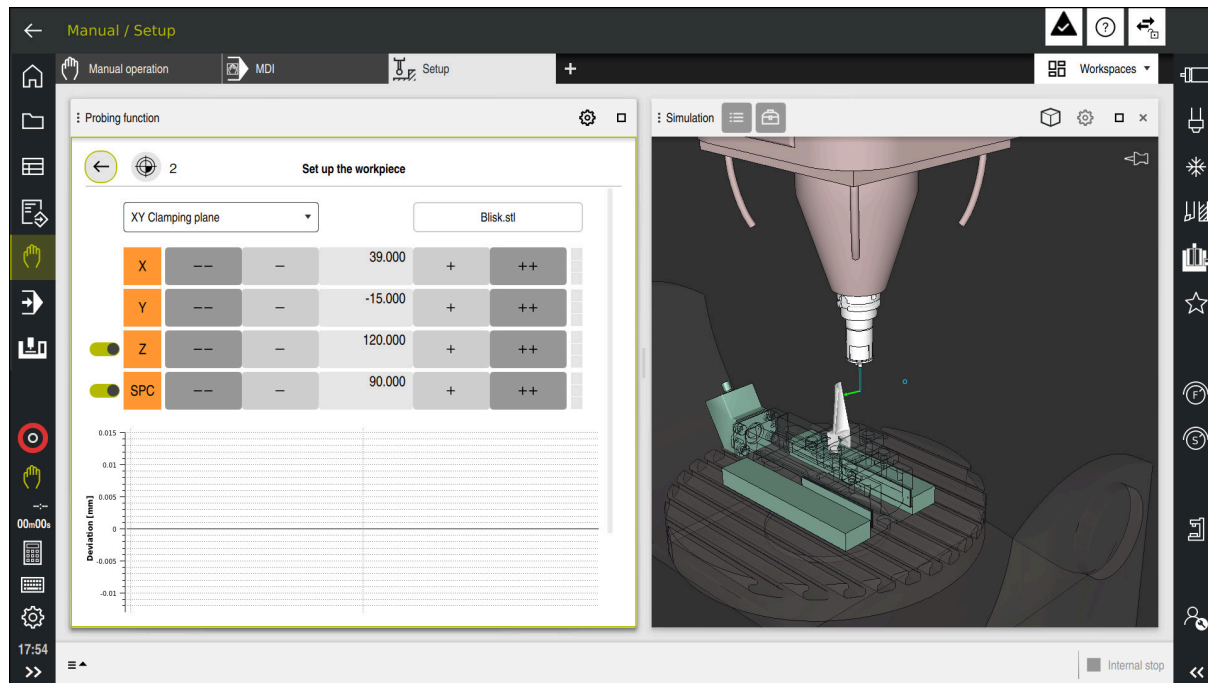 Manual / Setup
Manual operation
MDI
Setup
+
Workspaces
Probing function
Simulation
2
Set up the workpiece
XY Clamping plane
Blisk.stl
X -- - 39.000 + ++
Y -- - -15.000 + ++
Z -- - 120.000 + ++
SPC -- - 90.000 + ++
0.015
0.01
0.005
0
-0.005
-0.01
Deviation [mm]
--:--
00m00s
17:54
F
S
Internal stop